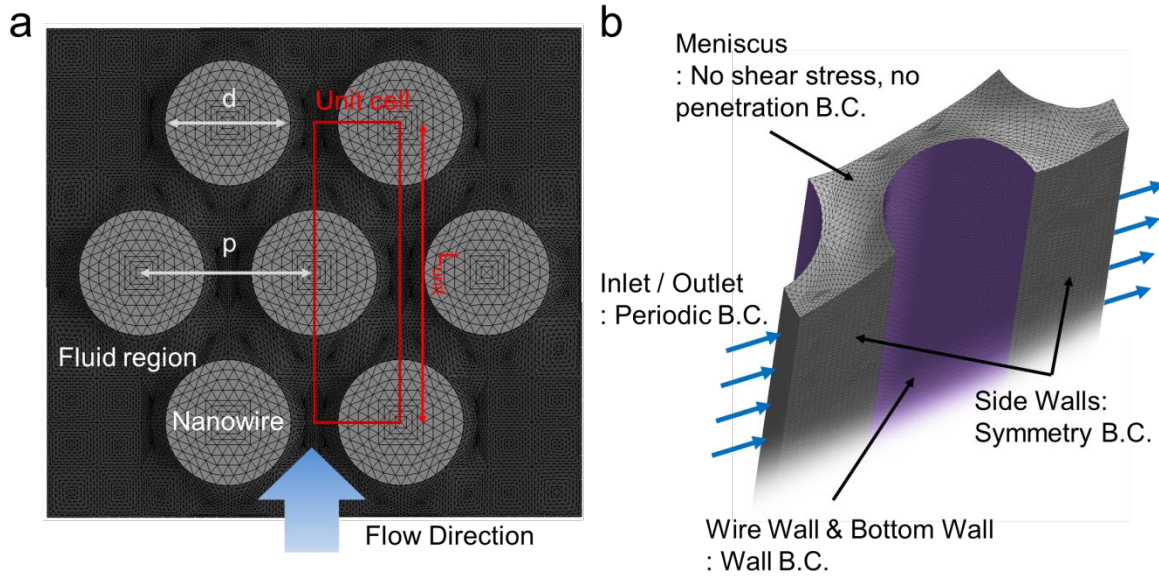 a
d
Unit cell
p
Fluid region
Nanowire
Flow Direction
b
Meniscus
: No shear stress, no
penetration B.C.
Inlet / Outlet
: Periodic B.C.
Side Walls:
Symmetry B.C.
Wire Wall & Bottom Wall
: Wall B.C.